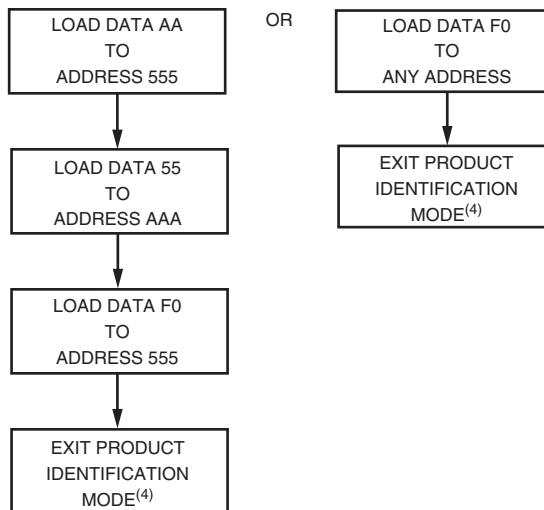 LOAD DATA AA
TO
ADDRESS 555
LOAD DATA 55
TO
ADDRESS AAA
LOAD DATA F0
TO
ADDRESS 555
EXIT PRODUCT
IDENTIFICATION
MODE(4)
OR
LOAD DATA F0
TO
ANY ADDRESS
EXIT PRODUCT
IDENTIFICATION
MODE(4)